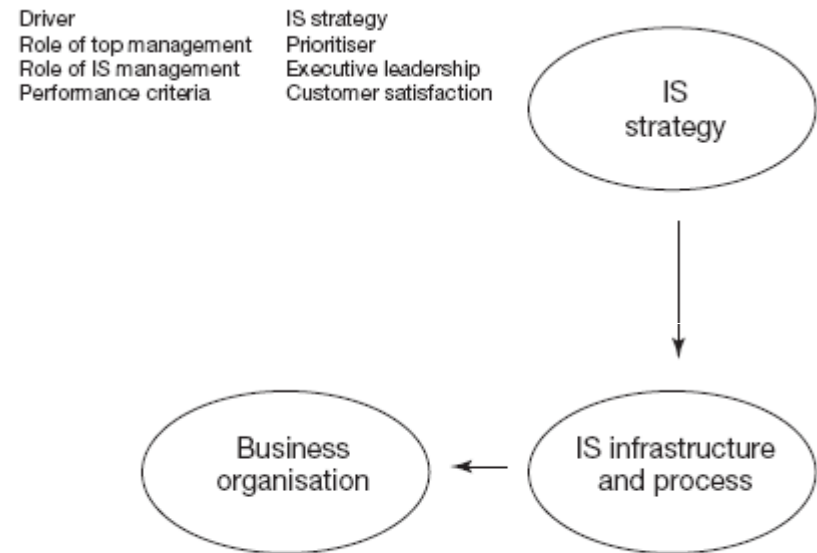 Driver IS strategy
Role of top management Prioritiser
Role of IS management Executive leadership
Performance criteria Customer satisfaction
IS
strategy
Business
organisation
IS infrastructure
and process